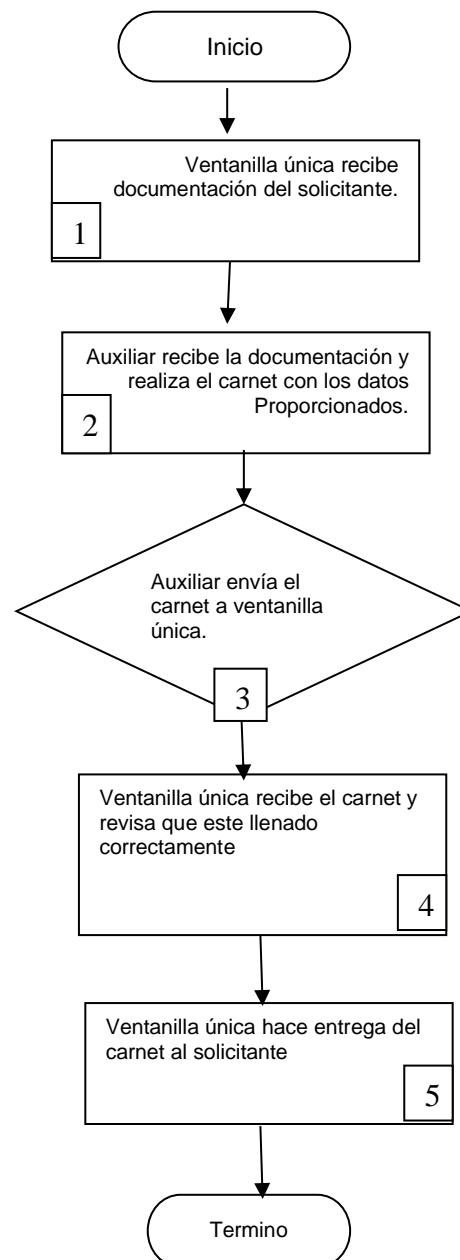 Inicio
Ventanilla única recibe
documentación del solicitante.
1
Auxiliar recibe la documentación y
realiza el carnet con los datos
Proporcionados.
2
Auxiliar envía el
carnet a ventanilla
única.
3
Ventanilla única recibe el carnet y
revisa que este llenado
correctamente
4
Ventanilla única hace entrega del
carnet al solicitante
5
Termino